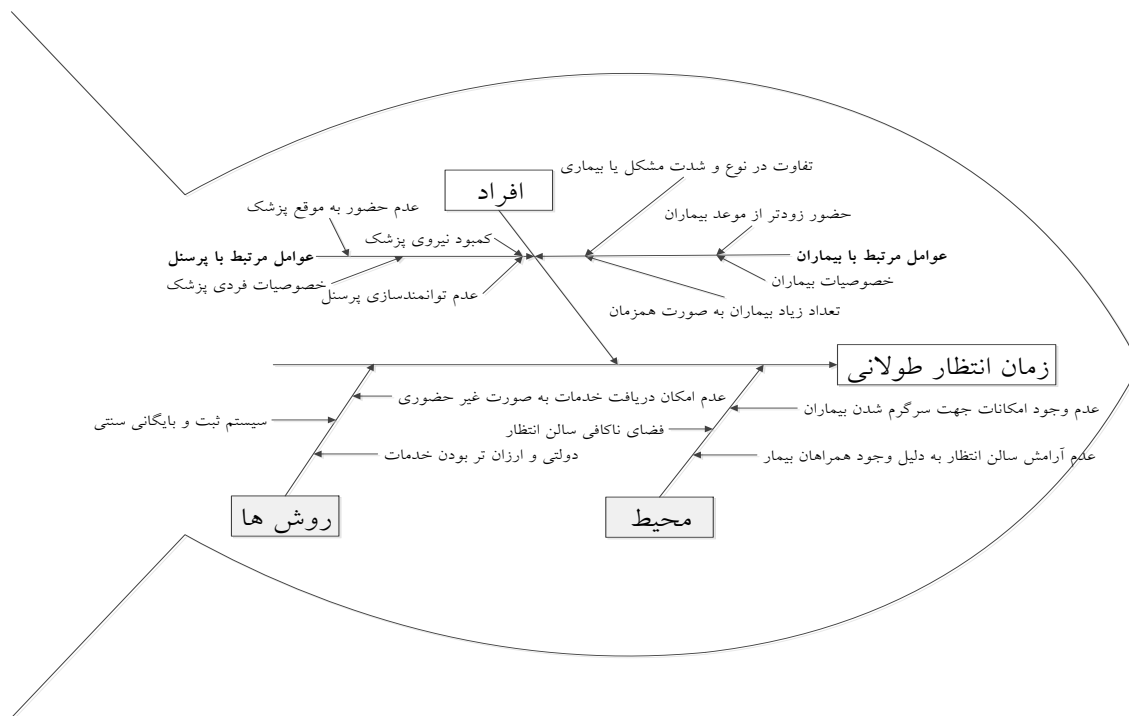 تفاوت در نوع و شدت مشکل یا بیماری
افراد
حضور زودتر از موعد بیماران
عدم حضور به موقع پزشک
کمبود نیروی پزشک
عوامل مرتبط با بیماران
عوامل مرتبط با پرسنل
خصوصیات بیماران
خصوصیات فردی پزشک
عدم توانمندسازی پرسنل
تعداد زیاد بیماران به صورت همزمان
زمان انتظار طولانی
عدم وجود امکانات جهت سرگرم شدن بیماران
عدم امکان دریافت خدمات به صورت غیر حضوری
فضای ناکافی سالن انتظار
سیستم ثبت و بایگانی سنتی
عدم آرامش سالن انتظار به دلیل وجود همراهان بیمار
دولتی و ارزان تر بودن خدمات
محیط
روش ها